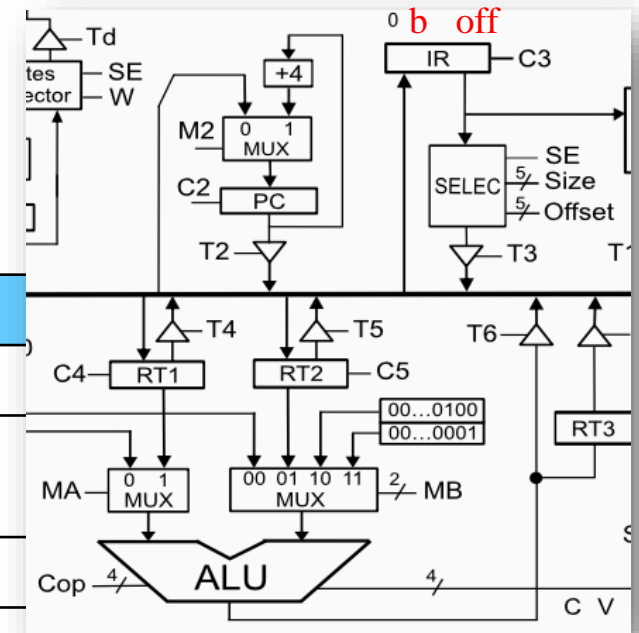 0 b off
Td
IR
C3
tes
ector
SE
W
+4
M2
0 1
MUX
C2
PC
T2
SELEC
SE
5 Size
5 Offset
T3
T1
T4
T5
T6
C4
RT1
RT2
C5
00...0100
00...0001
RT3
MA
0 1
MUX
00 01 10 11
MUX
2
MB
Cop
4
ALU
4
C V